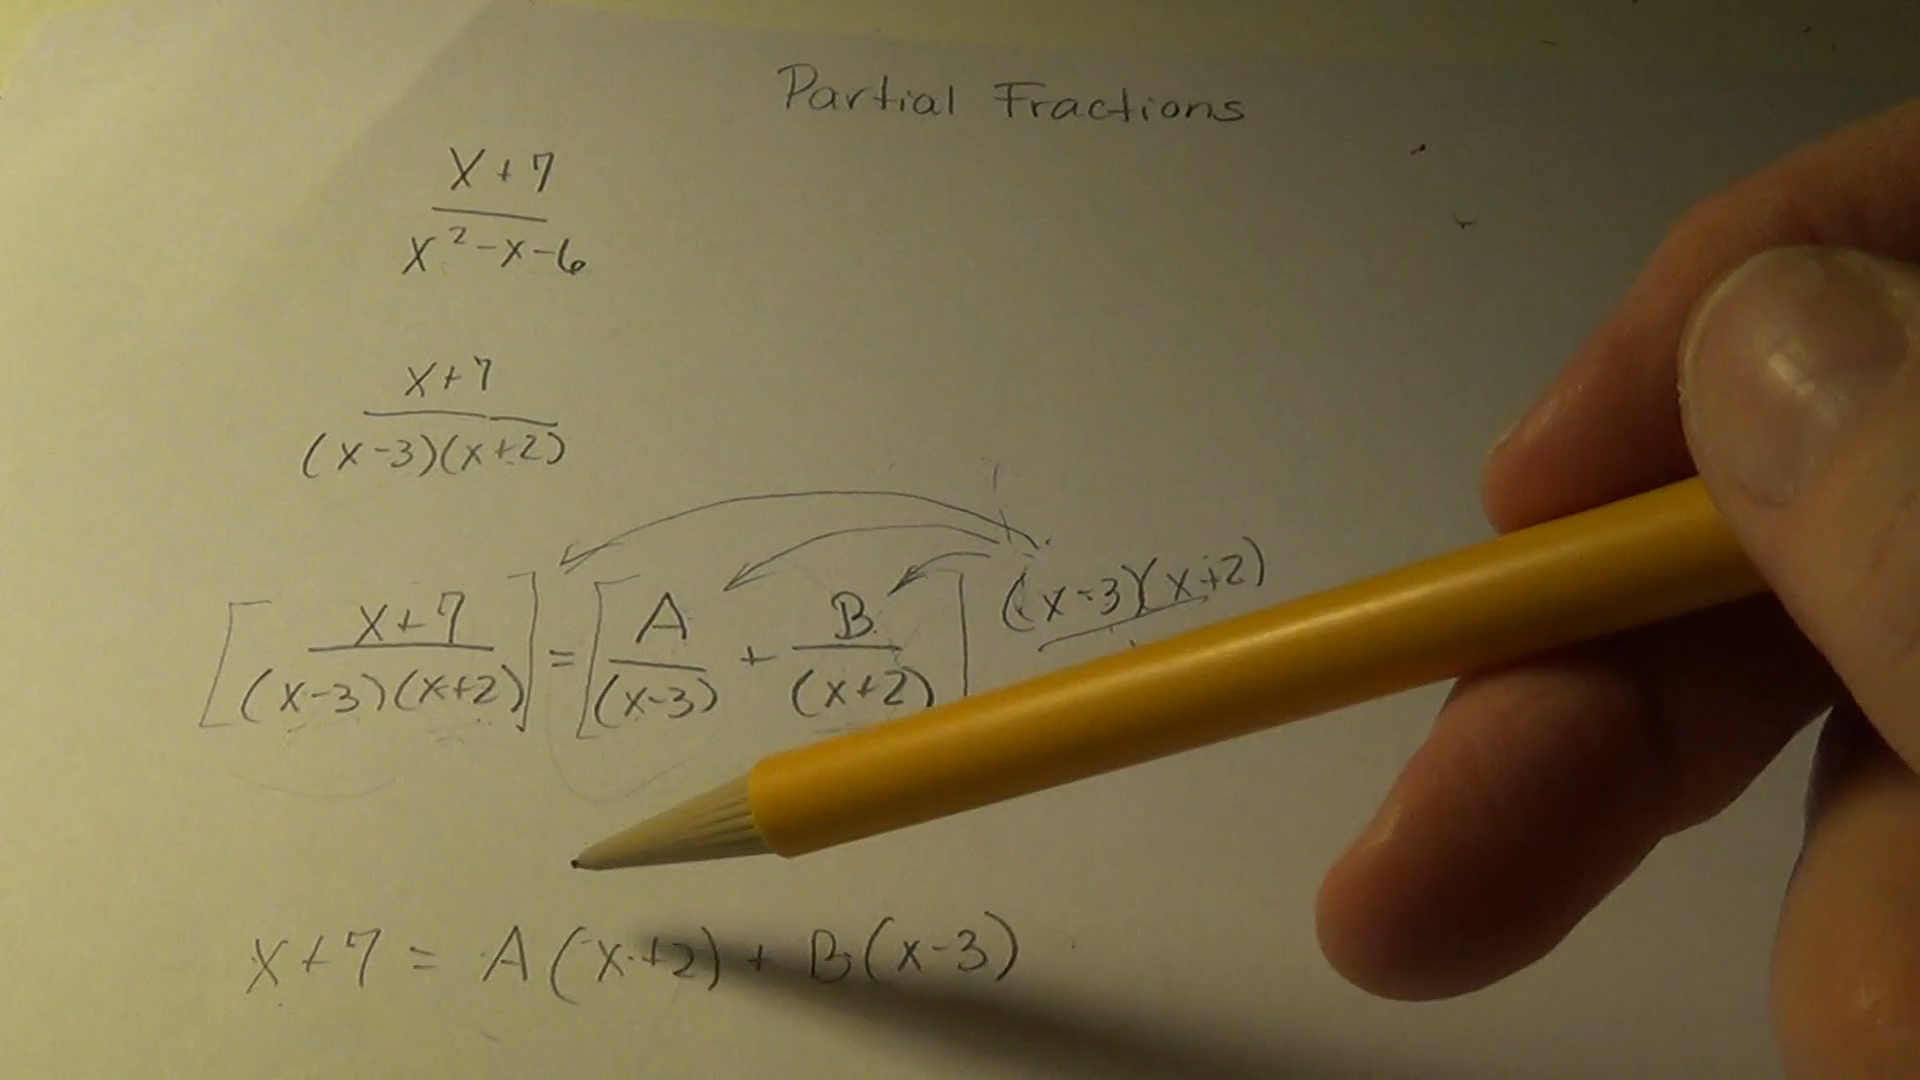 Partial Fractions
x+7
x²-x-6
x+7
(x-3)(x+2)
[x+7/(x-3)(x+2)] = [A/(x-3) + B/(x+2)] (x-3)(x+2)
x+7 = A(x+2) + B(x-3)